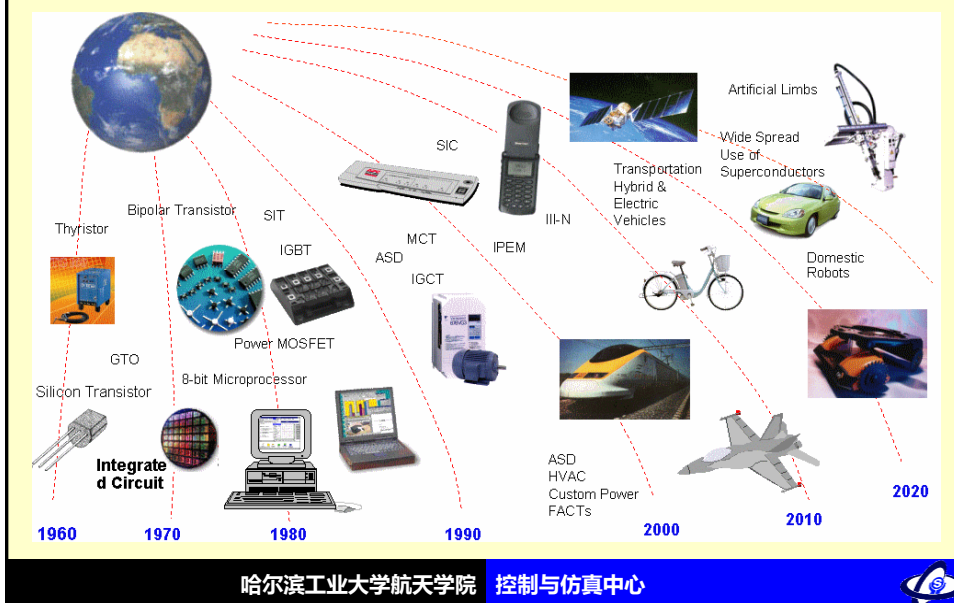 Artificial Limbs
SIC
Wide Spread
Use of
Superconductors
Transportation
Hybrid &
Electric
Vehicles
Bipolar Transistor
SIT
III-N
Thyristor
MCT
IPEM
IGBT
ASD
Domestic
Robots
IGCT
Power MOSFET
GTO
8-bit Microprocessor
Silicon Transistor
Integrate
d Circuit
ASD
HVAC
Custom Power
FACTs
1960
1970
1980
1990
2000
2010
2020
哈尔滨工业大学航天学院 控制与仿真中心